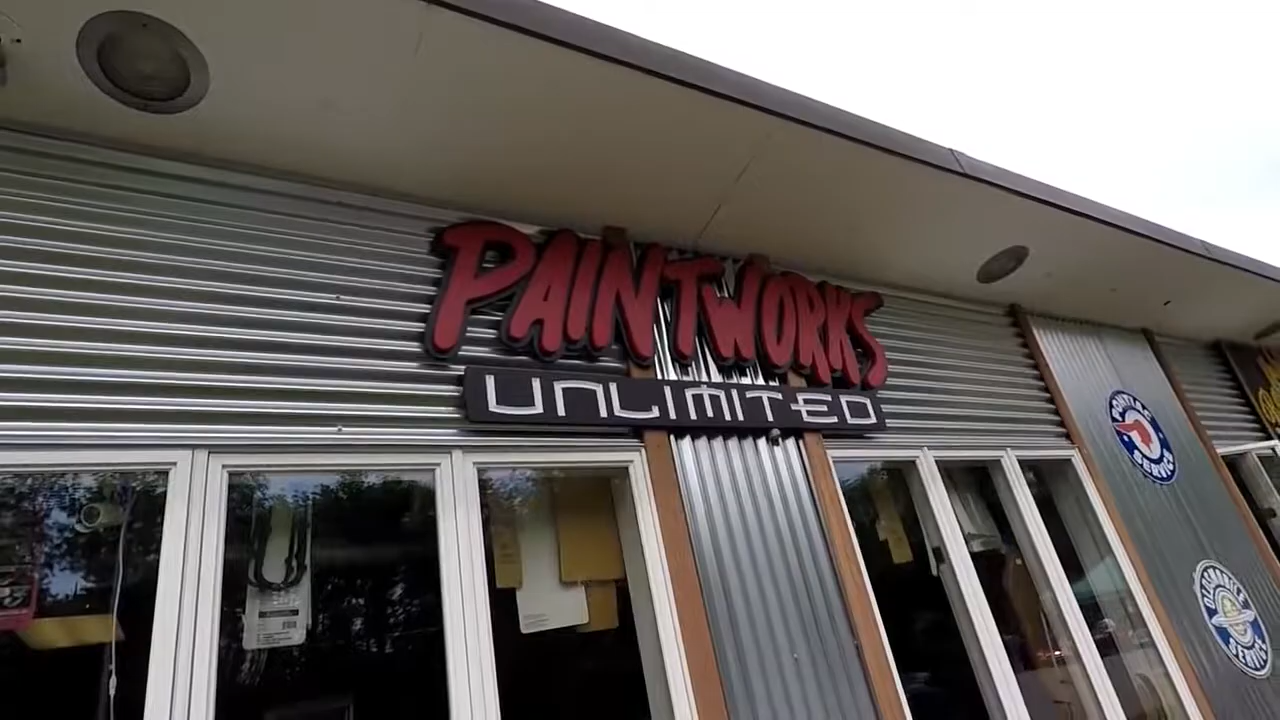 PAINTWORKS
UNLIMITED
PONTIAC
SERVICE
OLDSMOBILE
SERVICE